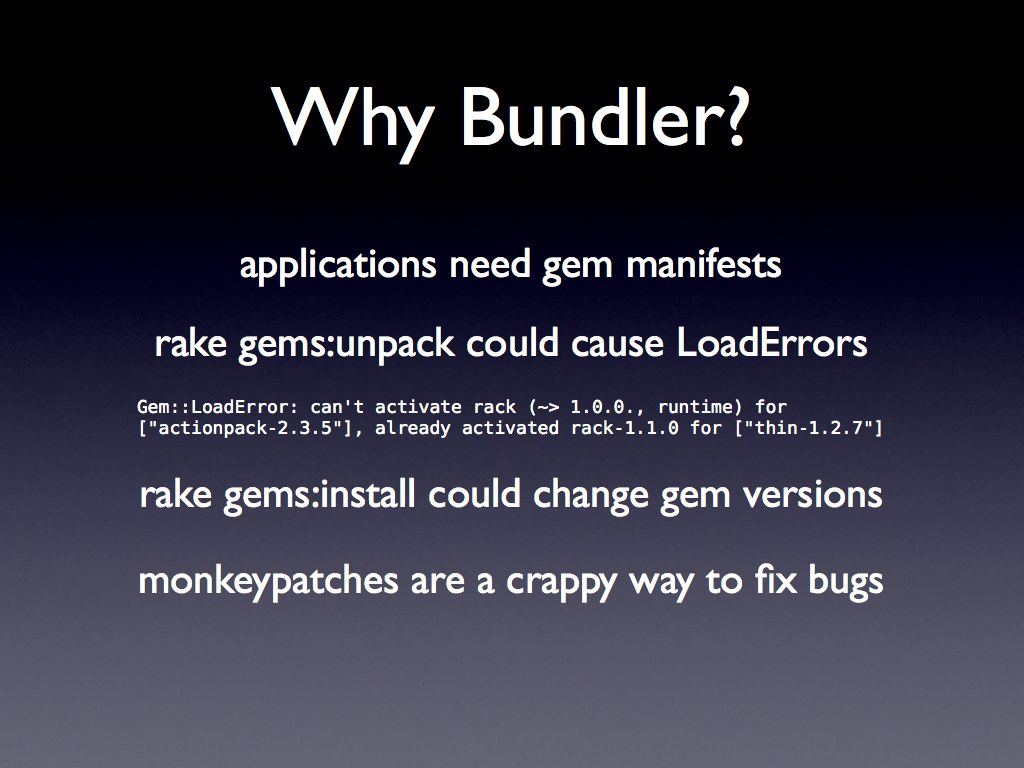 Why Bundler?
applications need gem manifests
rake gems:unpack could cause LoadErrors
Gem::LoadError: can't activate rack (~> 1.0.0., runtime) for
["actionpack-2.3.5"], already activated rack-1.1.0 for ["thin-1.2.7"]
rake gems:install could change gem versions
monkeypatches are a crappy way to fix bugs